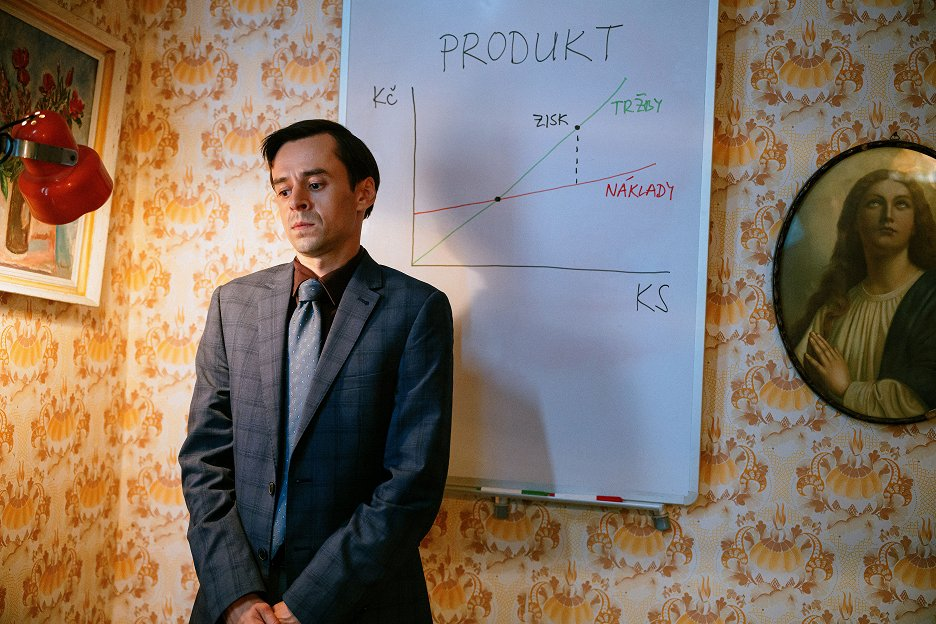 PRODUKT
Kč
TRŽBY
ZISK
NÁKLADY
KS